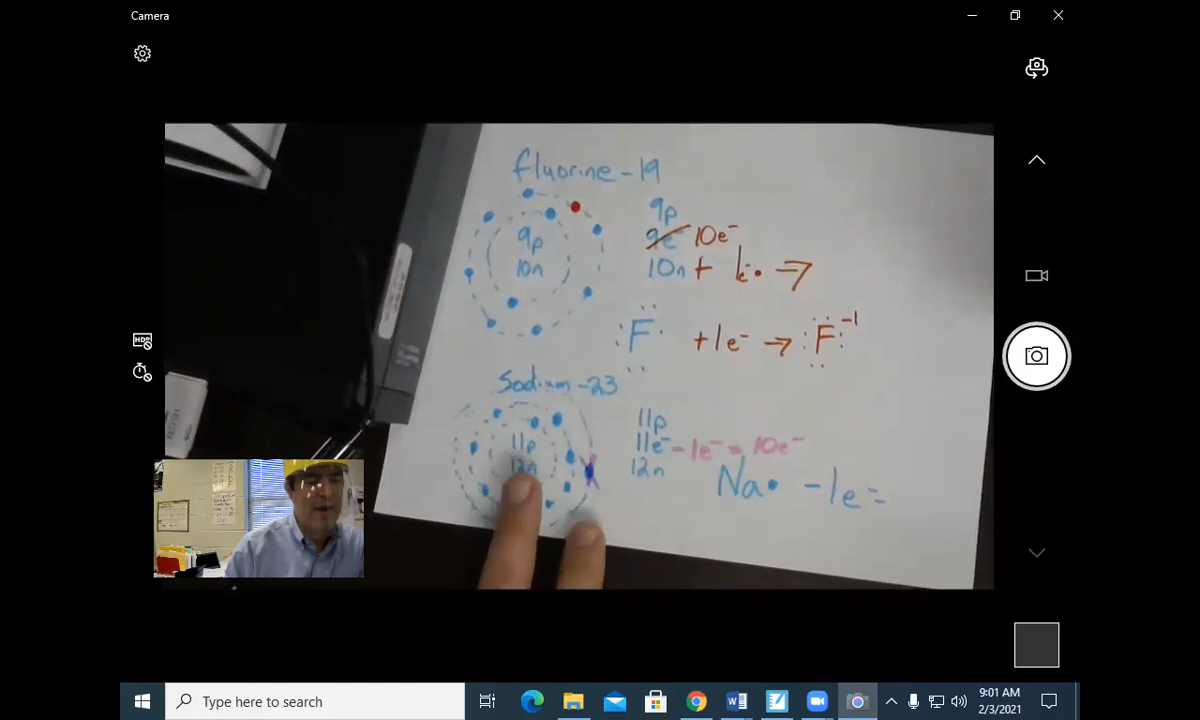 Camera
fluorine-19
9p
10n
9p
9e⁻ 10e⁻
10n + 1e⁻• →
:F· +1e⁻ → :F:⁻¹
Sodium-23
11p
12n
11p
11e⁻ -1e⁻ = 10e⁻
12n
Na• -1e =
Type here to search
9:01 AM
2/3/2021